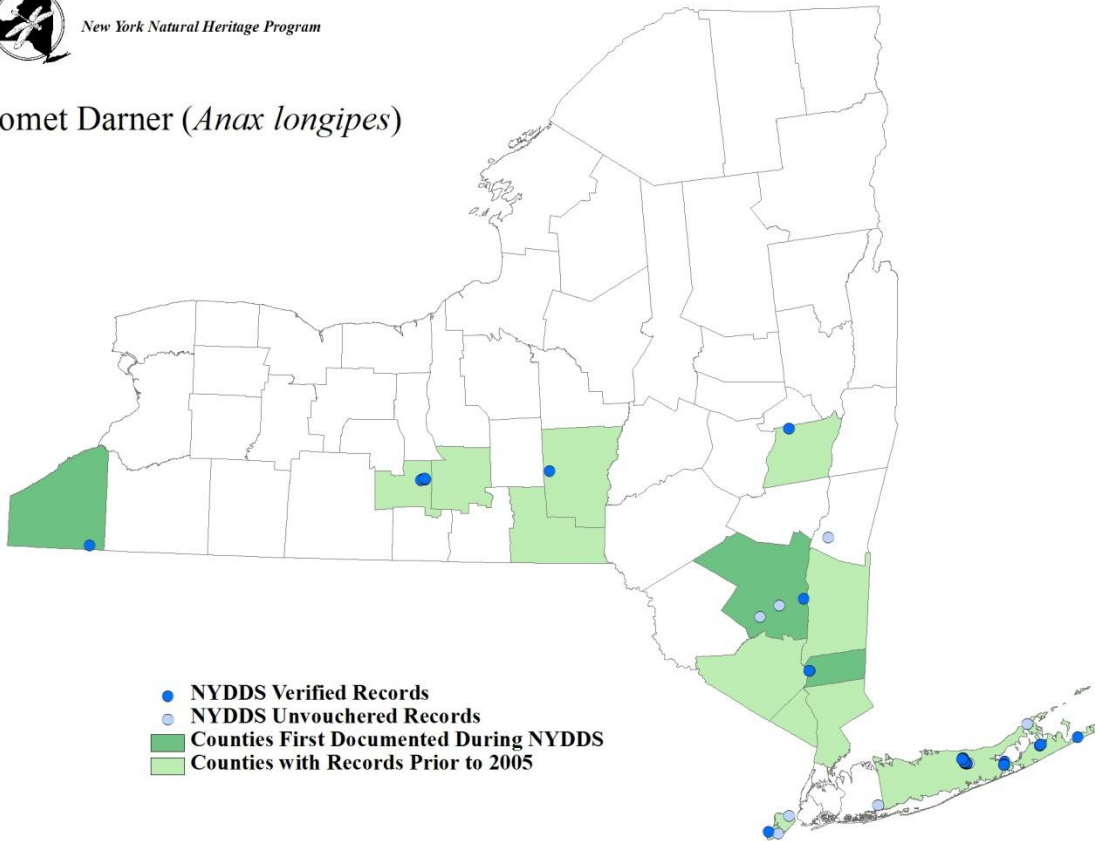 New York Natural Heritage Program
omet Darner (Anax longipes)
NYDDS Verified Records
NYDDS Unvouchered Records
Counties First Documented During NYDDS
Counties with Records Prior to 2005